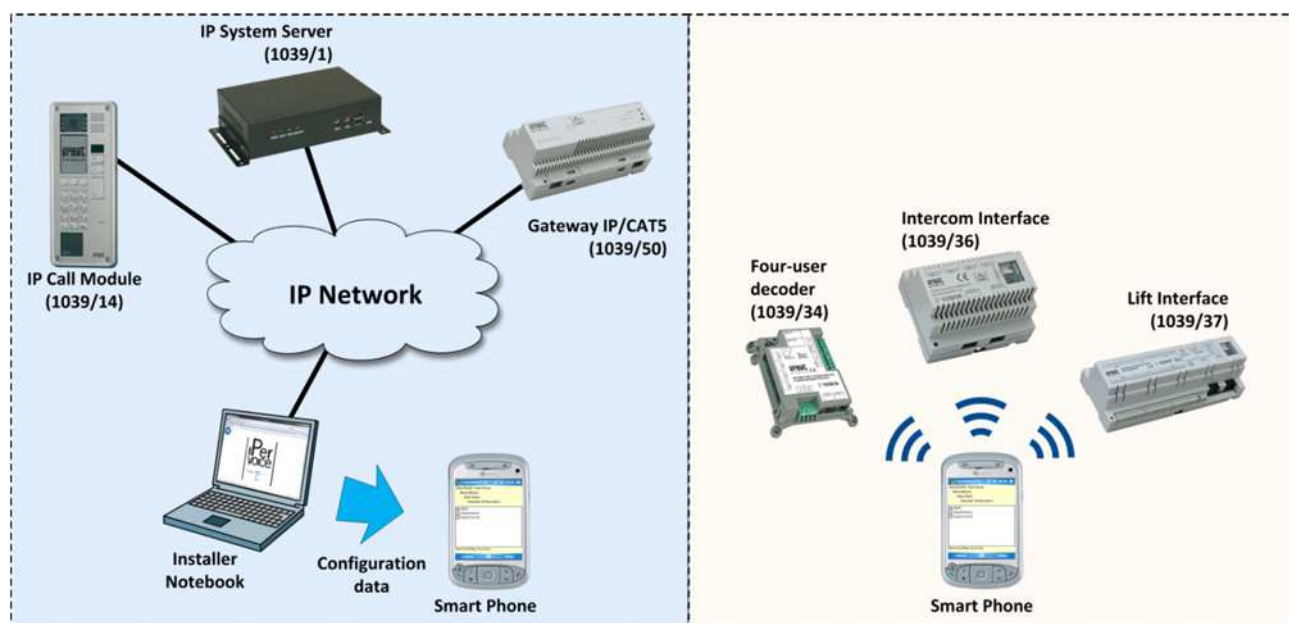 IP System Server
(1039/1)
IP Call Module
(1039/14)
Gateway IP/CAT5
(1039/50)
IP Network
iPer
VOICE
Installer
Notebook
Configuration
data
Smart Phone
Four-user
decoder
(1039/34)
Intercom Interface
(1039/36)
Lift Interface
(1039/37)
Smart Phone